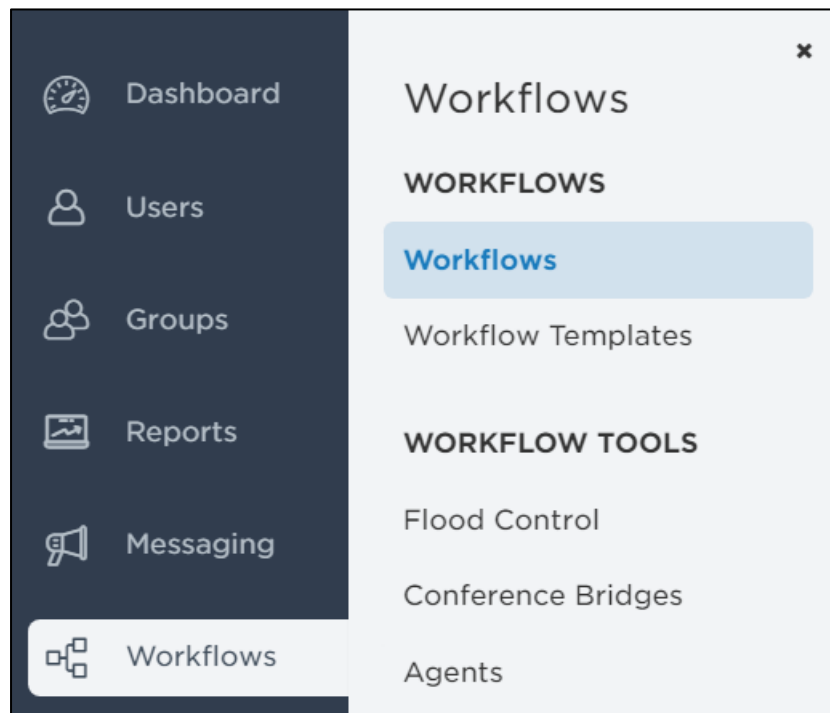 Dashboard
Users
Groups
Reports
Messaging
Workflows
Workflows
WORKFLOWS
Workflows
Workflow Templates
WORKFLOW TOOLS
Flood Control
Conference Bridges
Agents